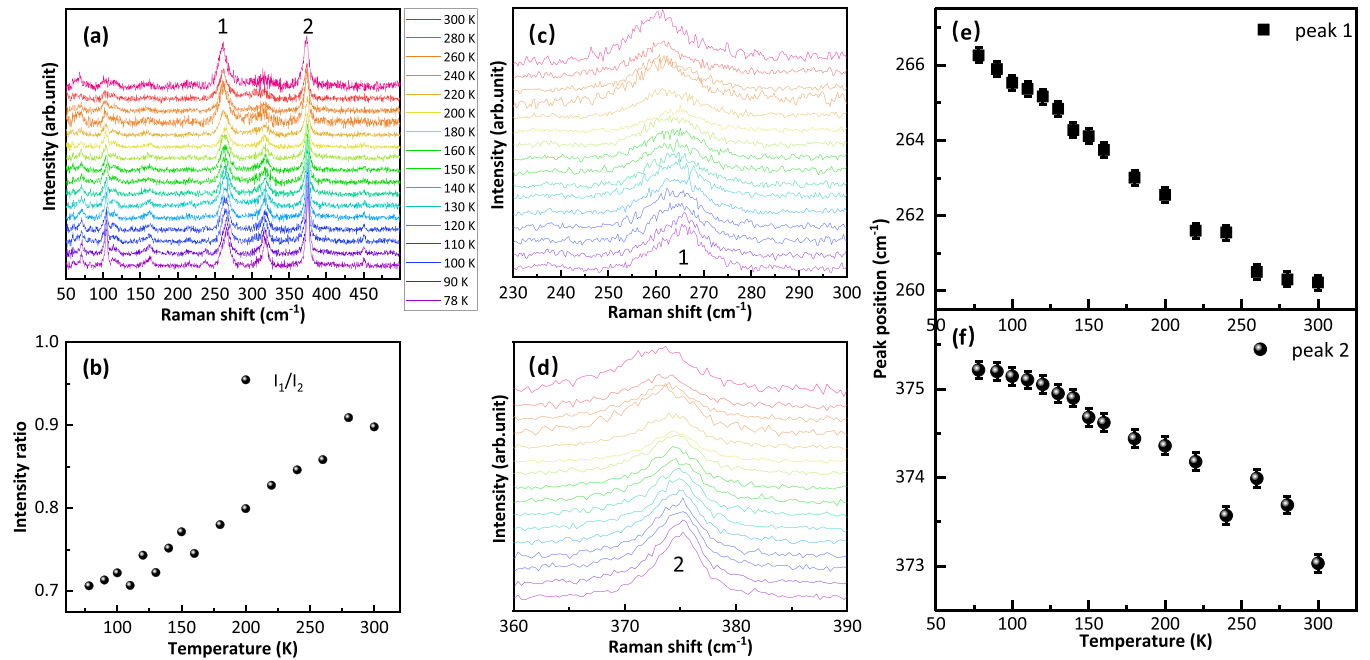 (a)
1
2
Intensity (arb.unit)
50 100 150 200 250 300 350 400 450
Raman shift (cm⁻¹)
300 K
280 K
260 K
240 K
220 K
200 K
180 K
160 K
150 K
140 K
130 K
120 K
110 K
100 K
90 K
78 K
(b)
I₁/I₂
Intensity ratio
1.0
0.9
0.8
0.7
100 150 200 250 300
Temperature (K)
(c)
Intensity (arb.unit)
1
230 240 250 260 270 280 290 300
Raman shift (cm⁻¹)
(d)
Intensity (arb.unit)
2
360 370 380 390
Raman shift (cm⁻¹)
(e)
peak 1
266
264
262
260
50 100 150 200 250 300
Peak position (cm⁻¹)
(f)
peak 2
375
374
373
50 100 150 200 250 300
Temperature (K)